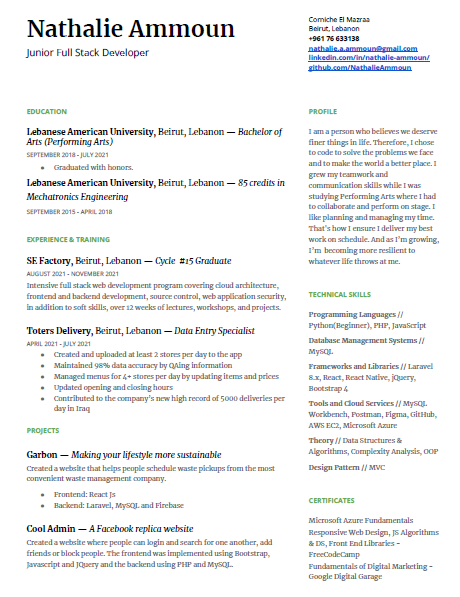 Nathalie Ammoun
Junior Full Stack Developer
Corniche El Mazraa
Beirut, Lebanon
+961 76 633138
nathalie.a.ammoun@gmail.com
linkedin.com/in/nathalie-ammoun/
github.com/NathalieAmmoun
EDUCATION
Lebanese American University, Beirut, Lebanon — Bachelor of
Arts (Performing Arts)
SEPTEMBER 2018 - JULY 2021
● Graduated with honors.
Lebanese American University, Beirut, Lebanon — 85 credits in
Mechatronics Engineering
SEPTEMBER 2015 - APRIL 2018
EXPERIENCE & TRAINING
SE Factory, Beirut, Lebanon — Cycle #15 Graduate
AUGUST 2021 - NOVEMBER 2021
Intensive full stack web development program covering cloud architecture,
frontend and backend development, source control, web application security,
in addition to soft skills, over 12 weeks of lectures, workshops, and projects.
Toters Delivery, Beirut, Lebanon — Data Entry Specialist
APRIL 2021 - JULY 2021
● Created and uploaded at least 2 stores per day to the app
● Maintained 98% data accuracy by QAing information
● Managed menus for 4+ stores per day by updating items and prices
● Updated opening and closing hours
● Contributed to the company's new high record of 5000 deliveries per
day in Iraq
PROJECTS
Garbon — Making your lifestyle more sustainable
Created a website that helps people schedule waste pickups from the most
convenient waste management company.
● Frontend: React Js
● Backend: Laravel, MySQL and Firebase
Cool Admin — A Facebook replica website
Created a website where people can login and search for one another, add
friends or block people. The frontend was implemented using Bootstrap,
Javascript and JQuery and the backend using PHP and MySQL.
PROFILE
I am a person who believes we deserve
finer things in life. Therefore, I chose
to code to solve the problems we face
and to make the world a better place. I
grew my teamwork and
communication skills while I was
studying Performing Arts where I had
to collaborate and perform on stage. I
like planning and managing my time.
That's how I ensure I deliver my best
work on schedule. And as I'm growing,
I'm becoming more resilient to
whatever life throws at me.
TECHNICAL SKILLS
Programming Languages //
Python(Beginner), PHP, JavaScript
Database Management Systems //
MySQL
Frameworks and Libraries // Laravel
8.x, React, React Native, jQuery,
Bootstrap 4
Tools and Cloud Services // MySQL
Workbench, Postman, Figma, GitHub,
AWS EC2, Microsoft Azure
Theory // Data Structures &
Algorithms, Complexity Analysis, OOP
Design Pattern // MVC
CERTIFICATES
Microsoft Azure Fundamentals
Responsive Web Design, JS Algorithms
& DS, Front End Libraries -
FreeCodeCamp
Fundamentals of Digital Marketing -
Google Digital Garage